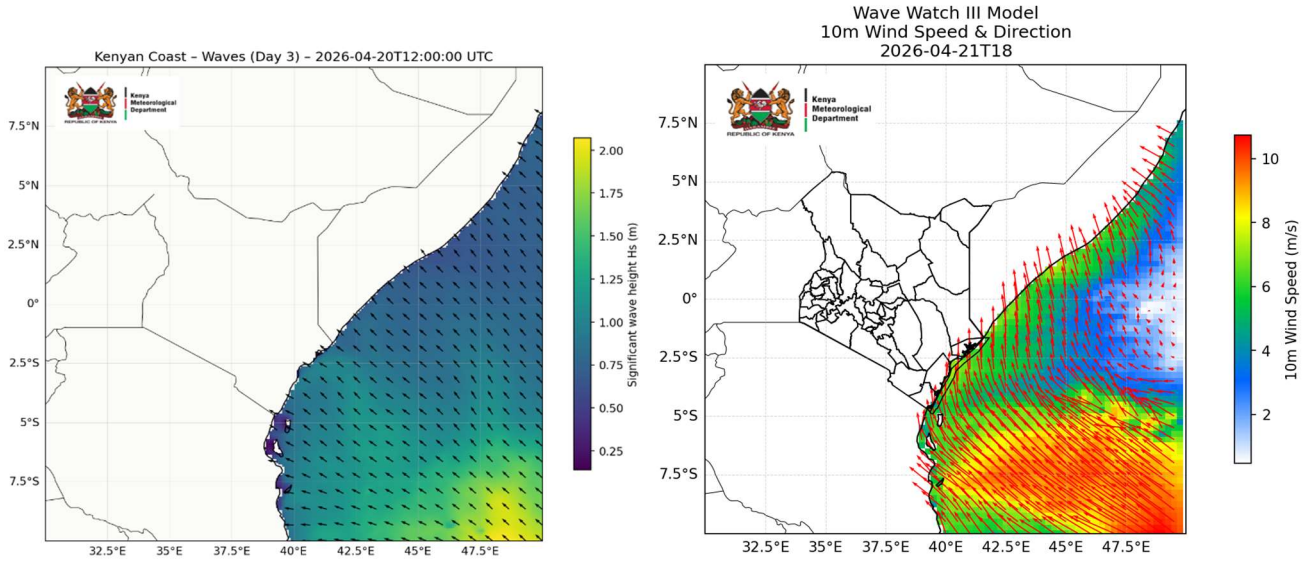 Kenyan Coast – Waves (Day 3) – 2026-04-20T12:00:00 UTC
Kenya
Meteorological
Department
REPUBLIC OF KENYA
7.5°N
5°N
2.5°N
0°
2.5°S
5°S
7.5°S
32.5°E 35°E 37.5°E 40°E 42.5°E 45°E 47.5°E
2.00
1.75
1.50
1.25
1.00
0.75
0.50
0.25
Significant wave height Hs (m)
Wave Watch III Model
10m Wind Speed & Direction
2026-04-21T18
Kenya
Meteorological
Department
REPUBLIC OF KENYA
7.5°N
5°N
2.5°N
0°
2.5°S
5°S
7.5°S
32.5°E 35°E 37.5°E 40°E 42.5°E 45°E 47.5°E
10
8
6
4
2
10m Wind Speed (m/s)